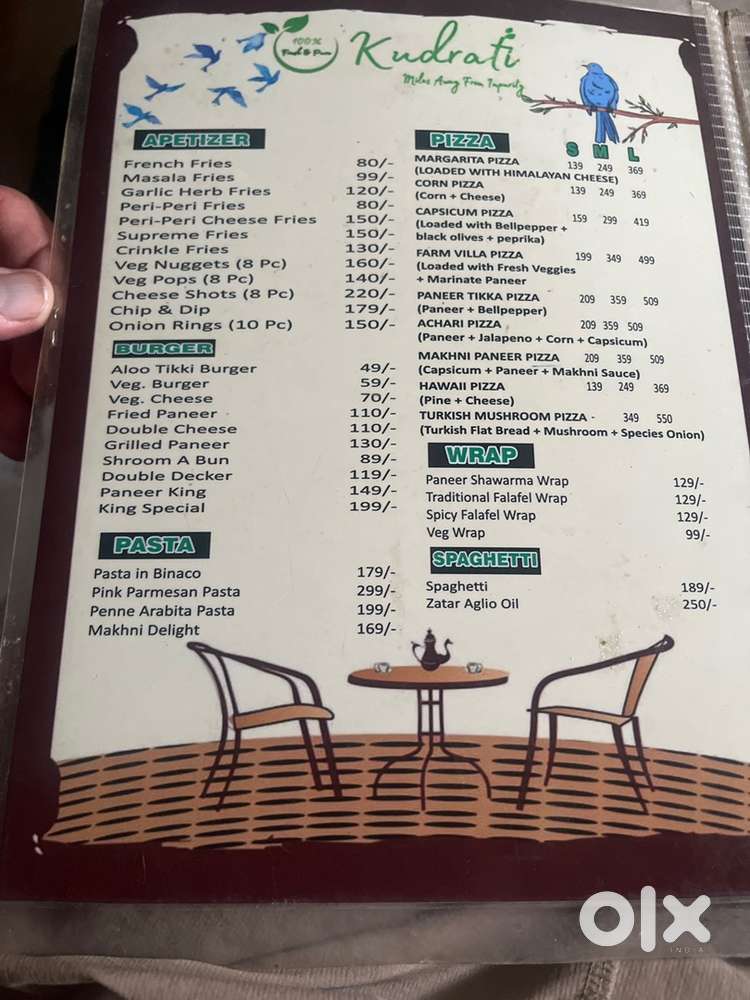 100%
Fresh & Pure
Kudrati
Miles Away From Impurity
APETIZER
French Fries 80/-
Masala Fries 99/-
Garlic Herb Fries 120/-
Peri-Peri Fries 80/-
Peri-Peri Cheese Fries 150/-
Supreme Fries 150/-
Crinkle Fries 130/-
Veg Nuggets (8 Pc) 160/-
Veg Pops (8 Pc) 140/-
Cheese Shots (8 Pc) 220/-
Chip & Dip 179/-
Onion Rings (10 Pc) 150/-
BURGER
Aloo Tikki Burger 49/-
Veg. Burger 59/-
Veg. Cheese 70/-
Fried Paneer 110/-
Double Cheese 110/-
Grilled Paneer 130/-
Shroom A Bun 89/-
Double Decker 119/-
Paneer King 149/-
King Special 199/-
PASTA
Pasta in Binaco 179/-
Pink Parmesan Pasta 299/-
Penne Arabita Pasta 199/-
Makhni Delight 169/-
PIZZA S M L
MARGARITA PIZZA 139 249 369
(LOADED WITH HIMALAYAN CHEESE)
CORN PIZZA 139 249 369
(Corn + Cheese)
CAPSICUM PIZZA 159 299 419
(Loaded with Bellpepper +
black olives + peprika)
FARM VILLA PIZZA 199 349 499
(Loaded with Fresh Veggies
+ Marinate Paneer
PANEER TIKKA PIZZA 209 359 509
(Paneer + Bellpepper)
ACHARI PIZZA 209 359 509
(Paneer + Jalapeno + Corn + Capsicum)
MAKHNI PANEER PIZZA 209 359 509
(Capsicum + Paneer + Makhni Sauce)
HAWAII PIZZA 139 249 369
(Pine + Cheese)
TURKISH MUSHROOM PIZZA - 349 550
(Turkish Flat Bread + Mushroom + Species Onion)
WRAP
Paneer Shawarma Wrap 129/-
Traditional Falafel Wrap 129/-
Spicy Falafel Wrap 129/-
Veg Wrap 99/-
SPAGHETTI
Spaghetti 189/-
Zatar Aglio Oil 250/-
olx
INDIA